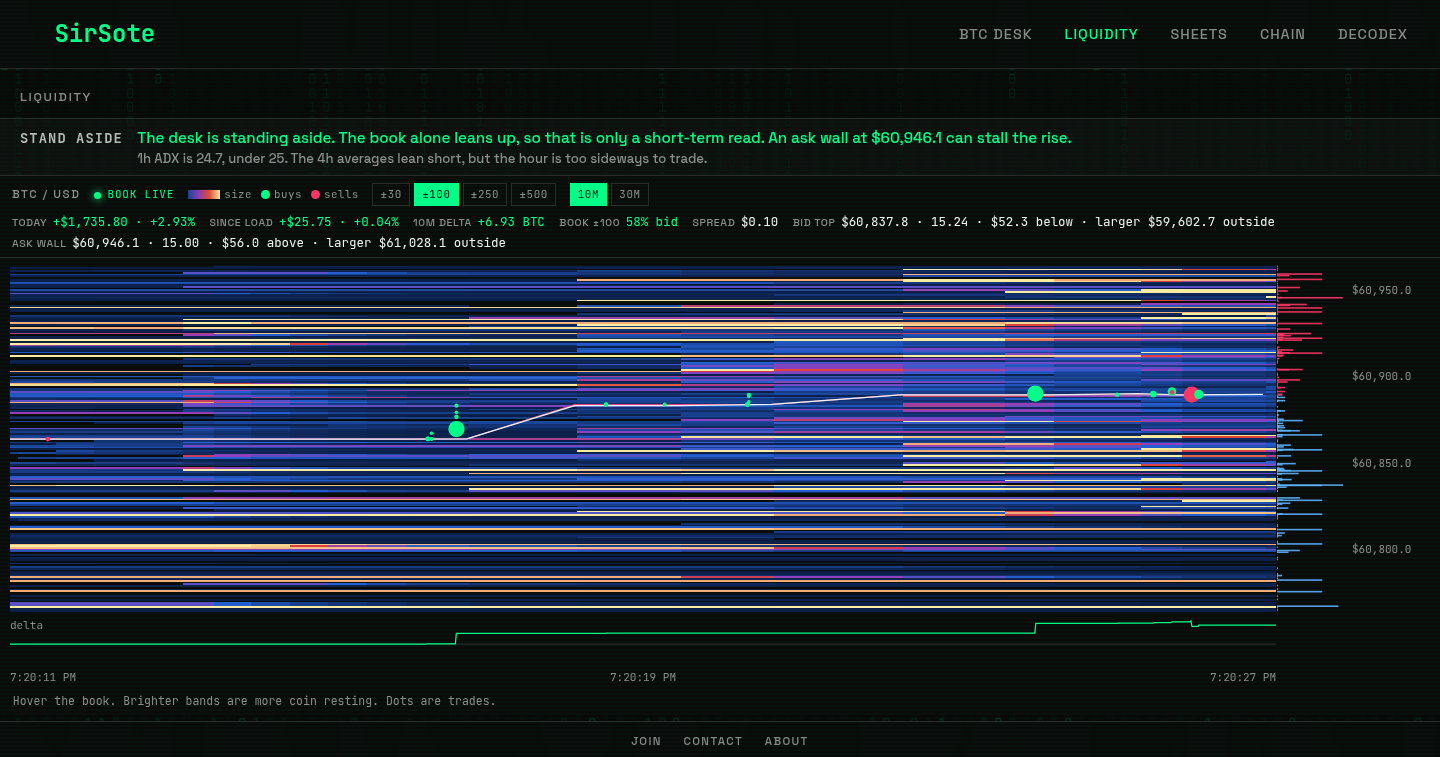 SirSote
BTC DESK LIQUIDITY SHEETS CHAIN DECODEX
LIQUIDITY
STAND ASIDE The desk is standing aside. The book alone leans up, so that is only a short-term read. An ask wall at $60,946.1 can stall the rise.
1h ADX is 24.7, under 25. The 4h averages lean short, but the hour is too sideways to trade.
BTC / USD BOOK LIVE size buys sells ±30 ±100 ±250 ±500 10M 30M
TODAY +$1,735.80 · +2.93% SINCE LOAD +$25.75 · +0.04% 10M DELTA +6.93 BTC BOOK ±100 58% bid SPREAD $0.10 BID TOP $60,837.8 · 15.24 · $52.3 below · larger $59,602.7 outside
ASK WALL $60,946.1 · 15.00 · $56.0 above · larger $61,028.1 outside
$60,950.0
$60,900.0
$60,850.0
$60,800.0
delta
7:20:11 PM 7:20:19 PM 7:20:27 PM
Hover the book. Brighter bands are more coin resting. Dots are trades.
JOIN CONTACT ABOUT